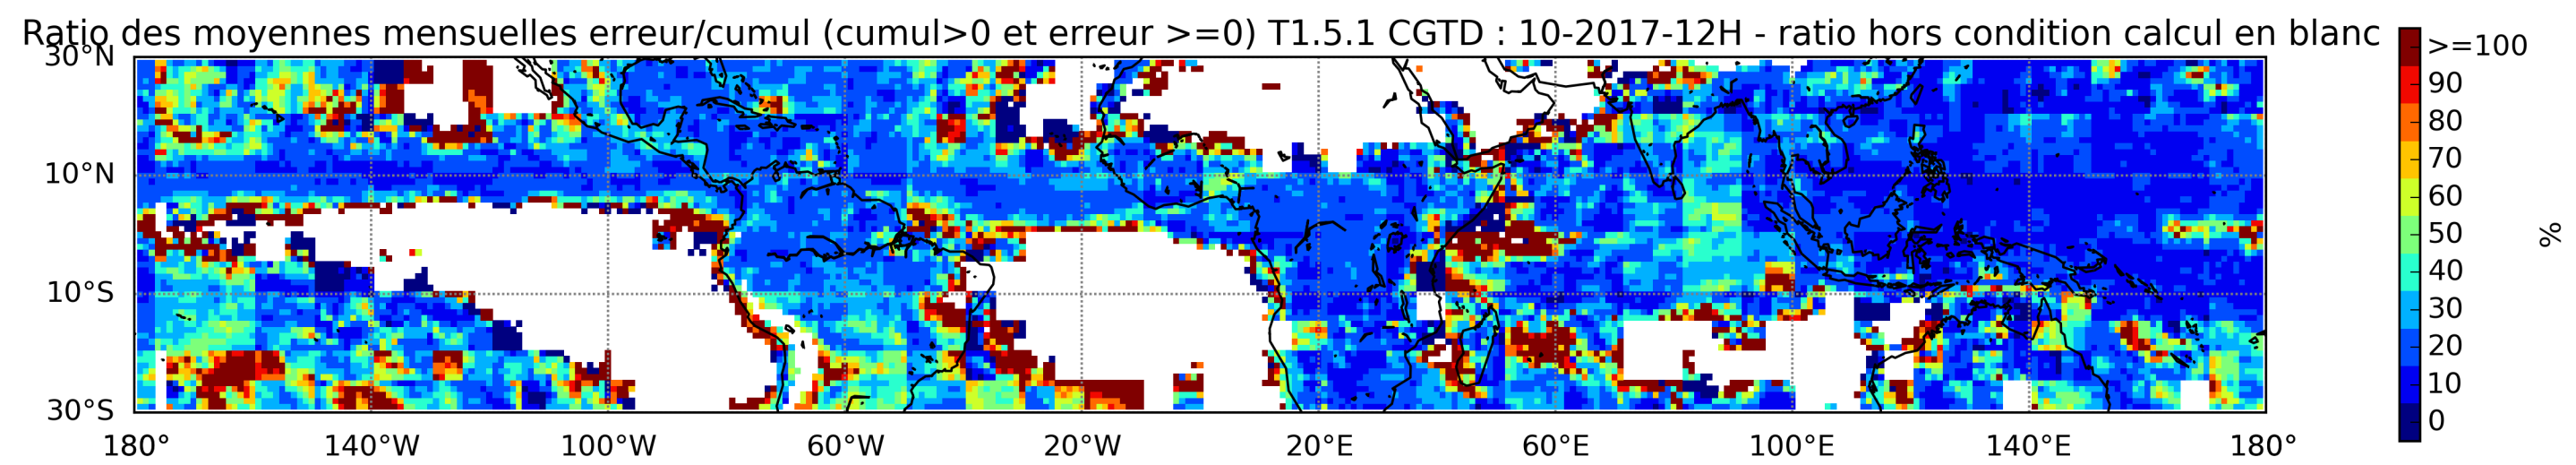 Ratio des moyennes mensuelles erreur/cumul (cumul>0 et erreur >=0) T1.5.1 CGTD : 10-2017-12H - ratio hors condition calcul en blanc
30°N
10°N
10°S
30°S
180°
140°W
100°W
60°W
20°W
20°E
60°E
100°E
140°E
180°
>=100
90
80
70
60
50
40
30
20
10
0
%